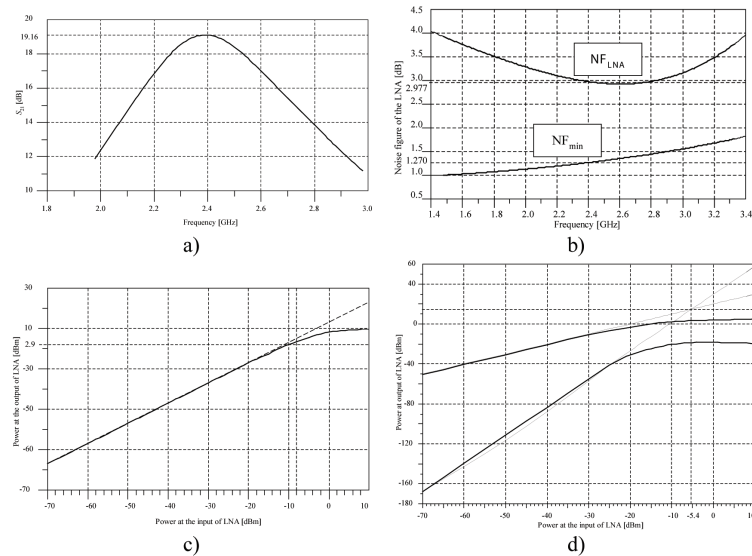 20
19.16
18
16
14
12
10
S21 [dB]
1.8 2.0 2.2 2.4 2.6 2.8 3.0
Frequency [GHz]
a)
4.5
4.0
3.5
3.0
2.977
2.5
2.0
1.5
1.270
1.0
0.5
Noise figure of the LNA [dB]
NFLNA
NFmin
1.4 1.6 1.8 2.0 2.2 2.4 2.6 2.8 3.0 3.2 3.4
Frequency [GHz]
b)
30
10
2.9
-30
-50
-60
-70
Power at the output of LNA [dBm]
-70 -60 -50 -40 -30 -20 -10 0 10
Power at the input of LNA [dBm]
c)
60
40
0
-40
-80
-120
-160
-180
Power at output of LNA [dBm]
-70 -60 -50 -40 -30 -20 -10 -5.4 0 10
Power at the input of LNA [dBm]
d)